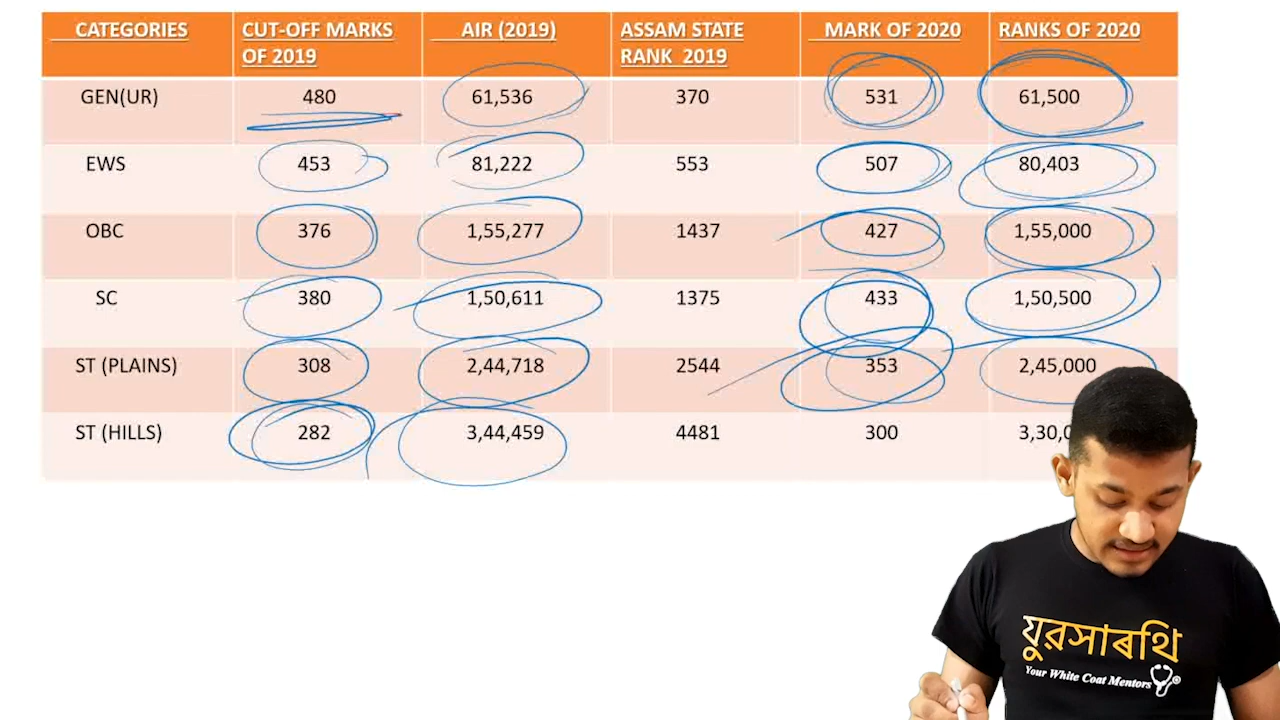 CATEGORIES CUT-OFF MARKS OF 2019 AIR (2019) ASSAM STATE RANK 2019 MARK OF 2020 RANKS OF 2020
GEN(UR) 480 61,536 370 531 61,500
EWS 453 81,222 553 507 80,403
OBC 376 1,55,277 1437 427 1,55,000
SC 380 1,50,611 1375 433 1,50,500
ST (PLAINS) 308 2,44,718 2544 353 2,45,000
ST (HILLS) 282 3,44,459 4481 300
Your White Coat Mentors